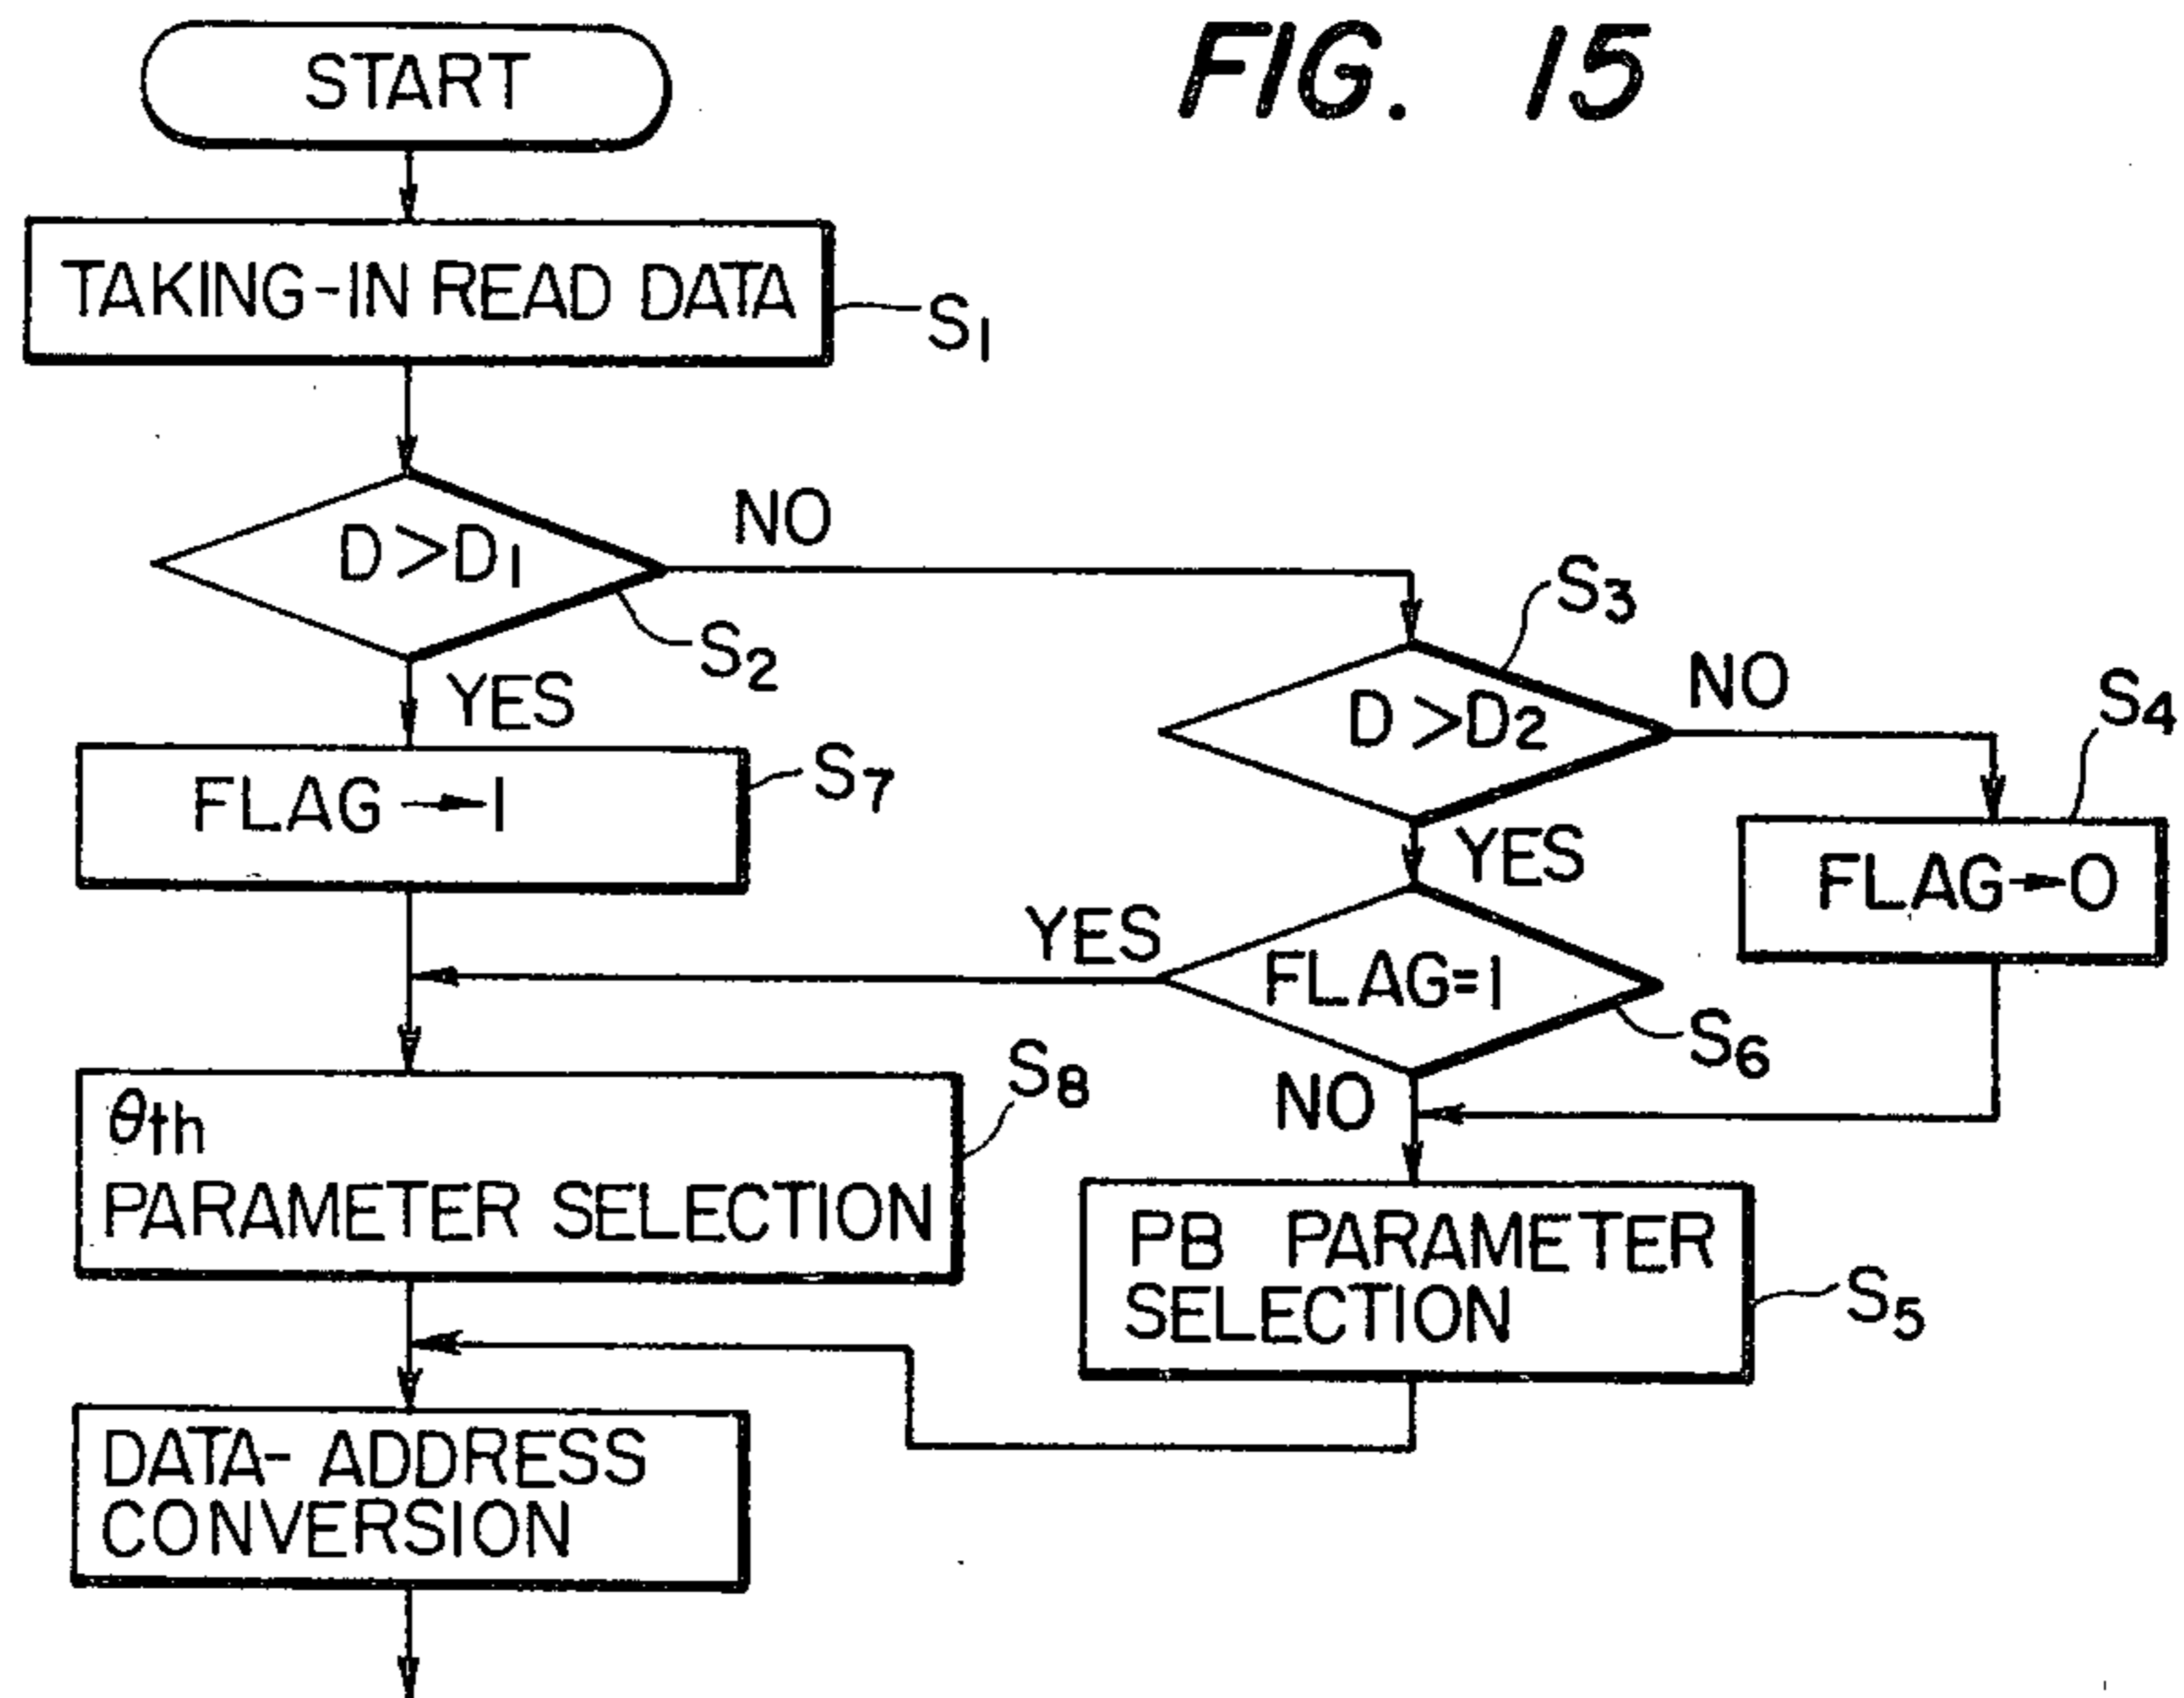 FIG. 15
START
TAKING-IN READ DATA
S1
D>D1
NO
S2
YES
S3
D>D2
NO
S4
FLAG→1
S7
YES
FLAG→0
YES
FLAG=1
S6
NO
θth
PARAMETER SELECTION
S8
PB PARAMETER
SELECTION
S5
DATA-ADDRESS
CONVERSION